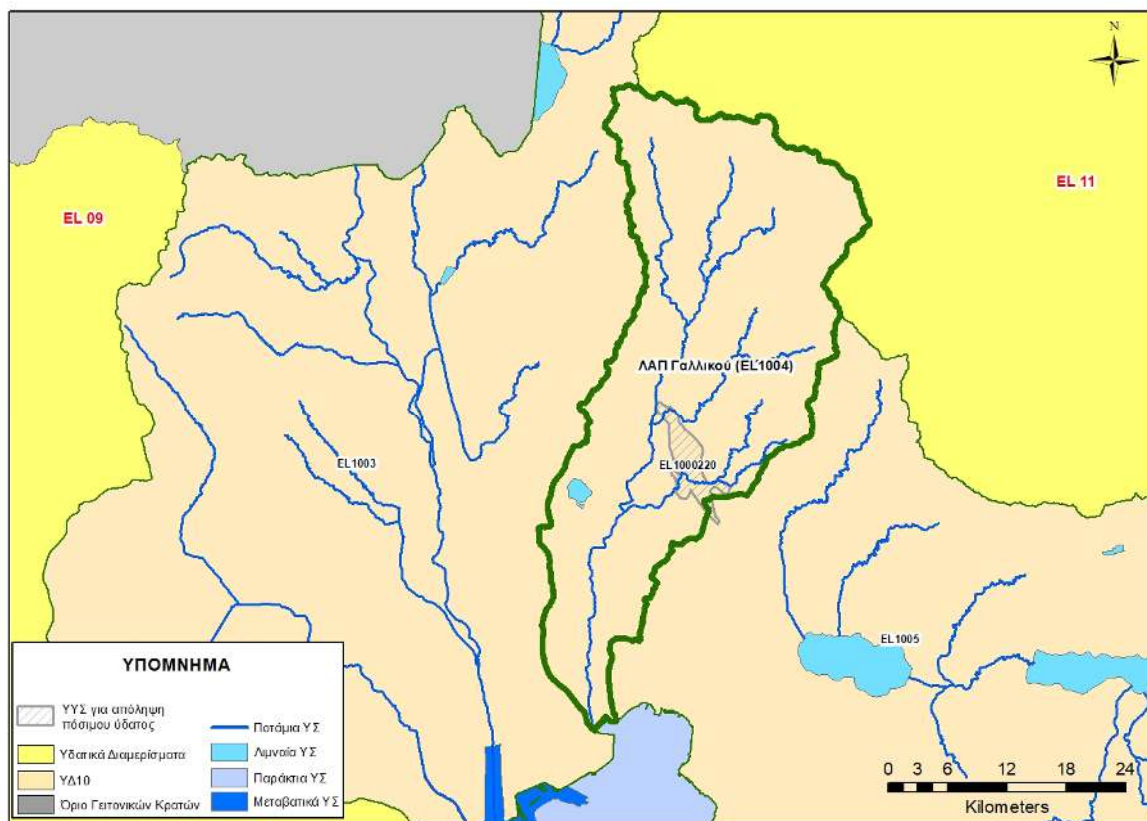 N
EL 09
EL 11
ΛΑΠ Γαλλικού (EL1004)
EL1003
EL1000220
EL1005
ΥΠΟΜΝΗΜΑ
ΥΥΣ για απόληψη
πόσιμου ύδατος
Υδατικά Διαμερίσματα
ΥΔ10
Όριο Γειτονικών Κρατών
Ποτάμια ΥΣ
Λιμναία ΥΣ
Παράκτια ΥΣ
Μεταβατικά ΥΣ
0 3 6 12 18 24
Kilometers